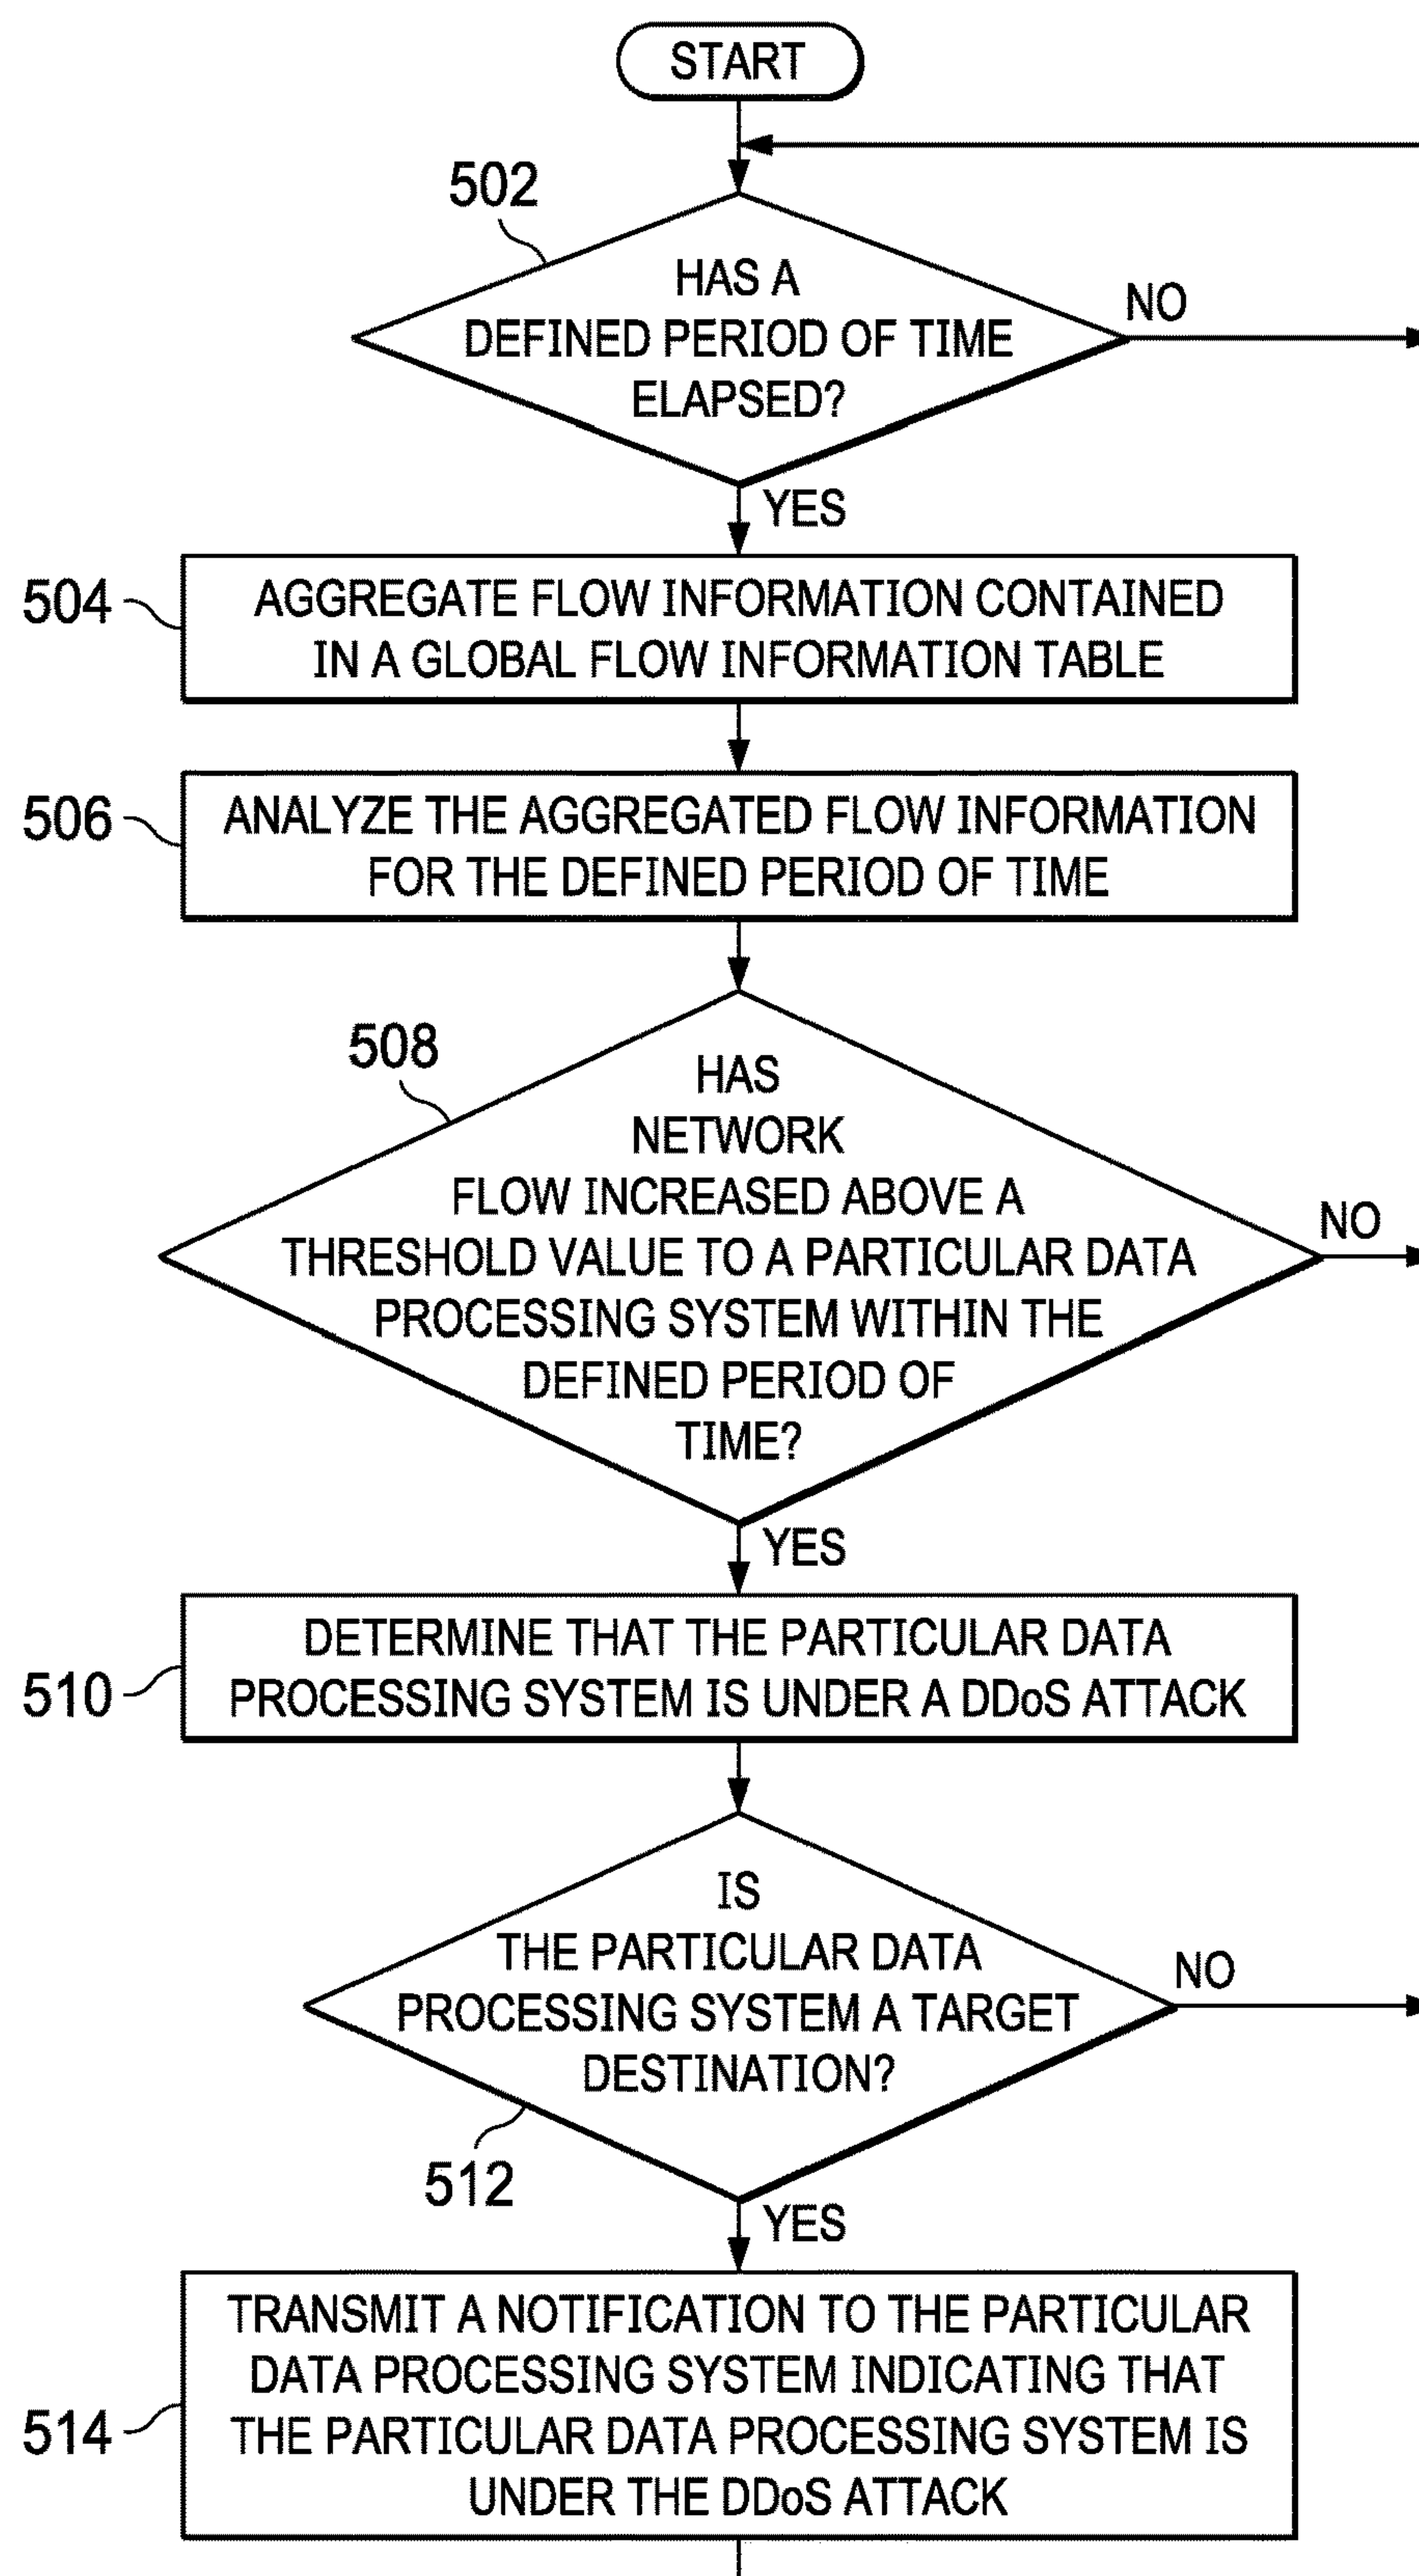 START
502
HAS A
DEFINED PERIOD OF TIME
ELAPSED?
NO
YES
504
AGGREGATE FLOW INFORMATION CONTAINED
IN A GLOBAL FLOW INFORMATION TABLE
506
ANALYZE THE AGGREGATED FLOW INFORMATION
FOR THE DEFINED PERIOD OF TIME
508
HAS
NETWORK
FLOW INCREASED ABOVE A
THRESHOLD VALUE TO A PARTICULAR DATA
PROCESSING SYSTEM WITHIN THE
DEFINED PERIOD OF
TIME?
NO
YES
510
DETERMINE THAT THE PARTICULAR DATA
PROCESSING SYSTEM IS UNDER A DDoS ATTACK
IS
THE PARTICULAR DATA
PROCESSING SYSTEM A TARGET
DESTINATION?
NO
512
YES
514
TRANSMIT A NOTIFICATION TO THE PARTICULAR
DATA PROCESSING SYSTEM INDICATING THAT
THE PARTICULAR DATA PROCESSING SYSTEM IS
UNDER THE DDoS ATTACK